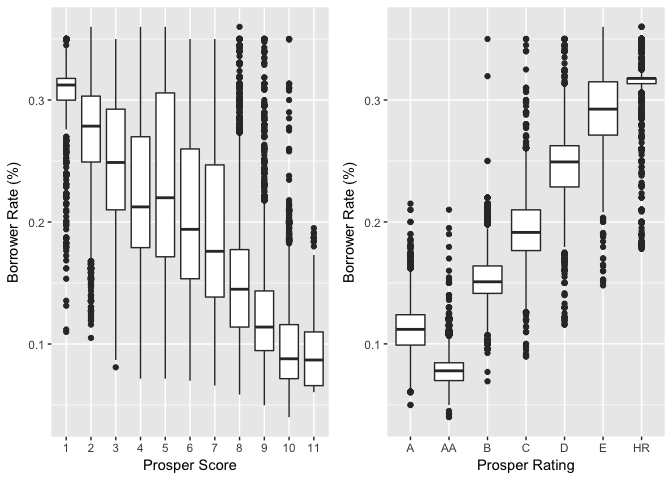 Borrower Rate (%)
0.3
0.2
0.1
1 2 3 4 5 6 7 8 9 10 11
Prosper Score
Borrower Rate (%)
0.3
0.2
0.1
A AA B C D E HR
Prosper Rating